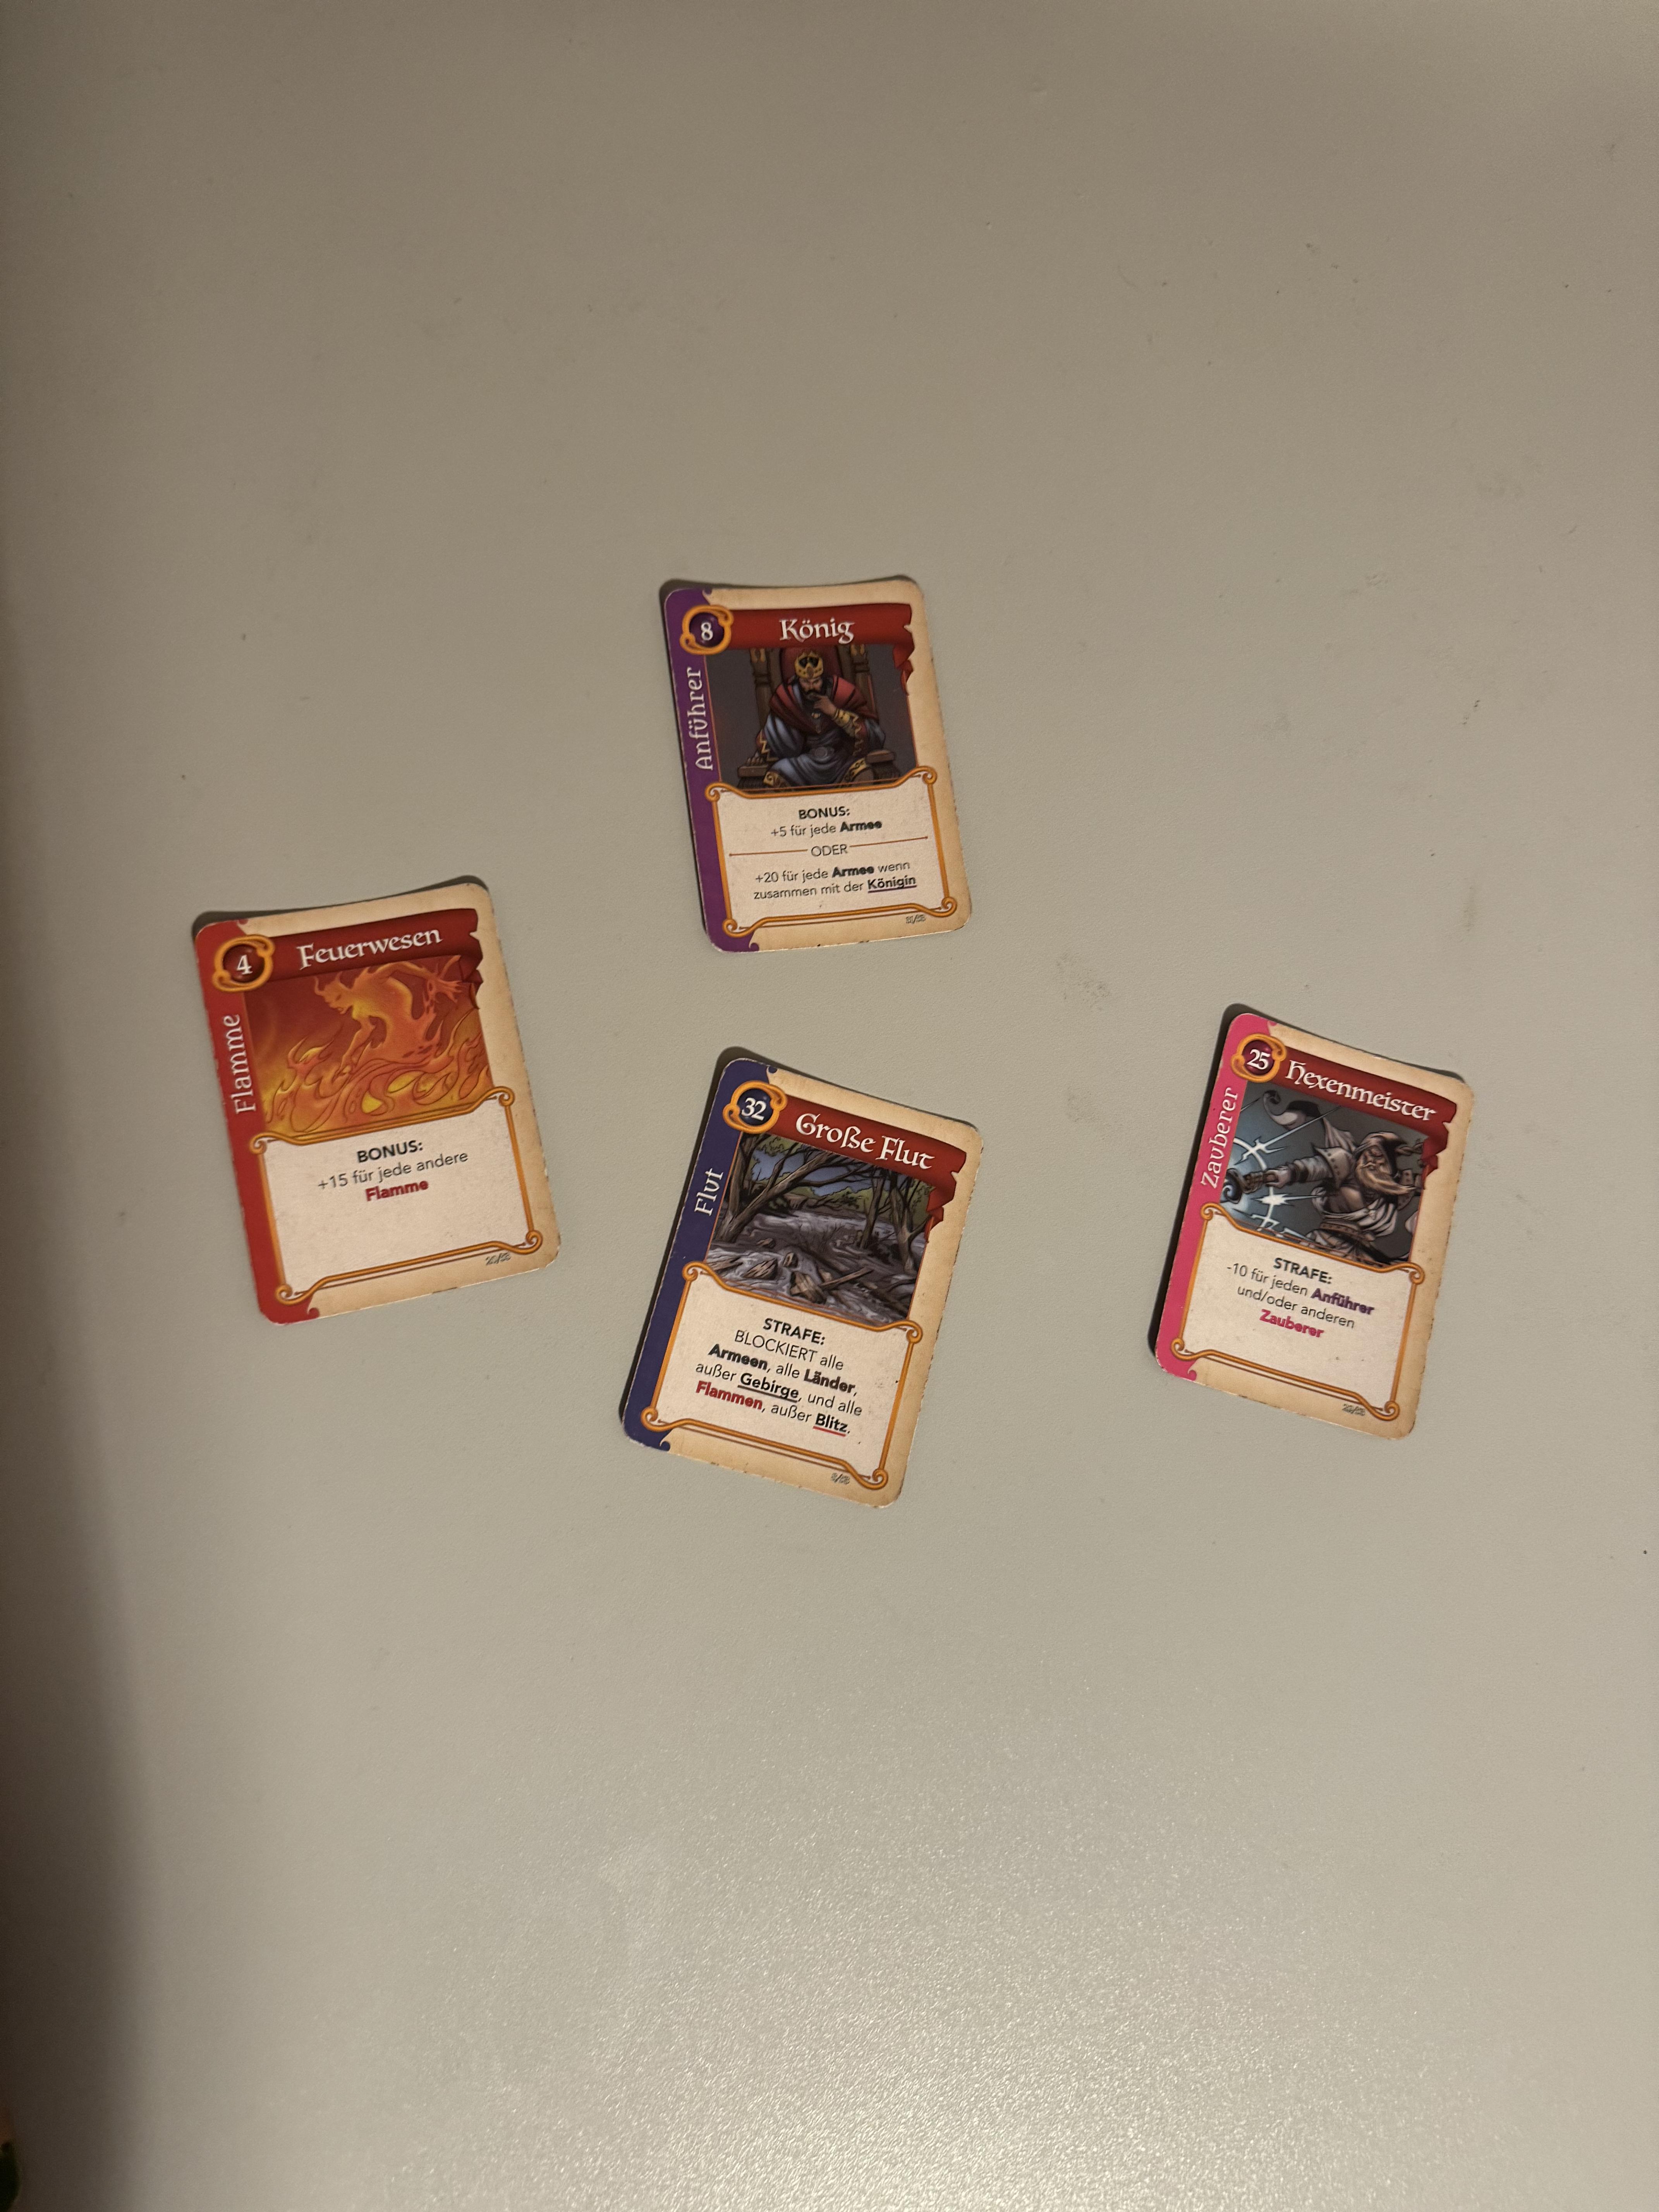 8
König
Anführer
BONUS:
+5 für jede Armee
ODER
+20 für jede Armee wenn
zusammen mit der Königin
4
Feuerwesen
Flamme
BONUS:
+15 für jede andere
Flamme
32
Große Flut
Flut
STRAFE:
BLOCKIERT alle
Armeen, alle Länder,
außer Gebirge, und alle
Flammen, außer Blitz.
25
Hexenmeister
Zauberer
STRAFE:
-10 für jeden Anführer
und/oder anderen
Zauberer